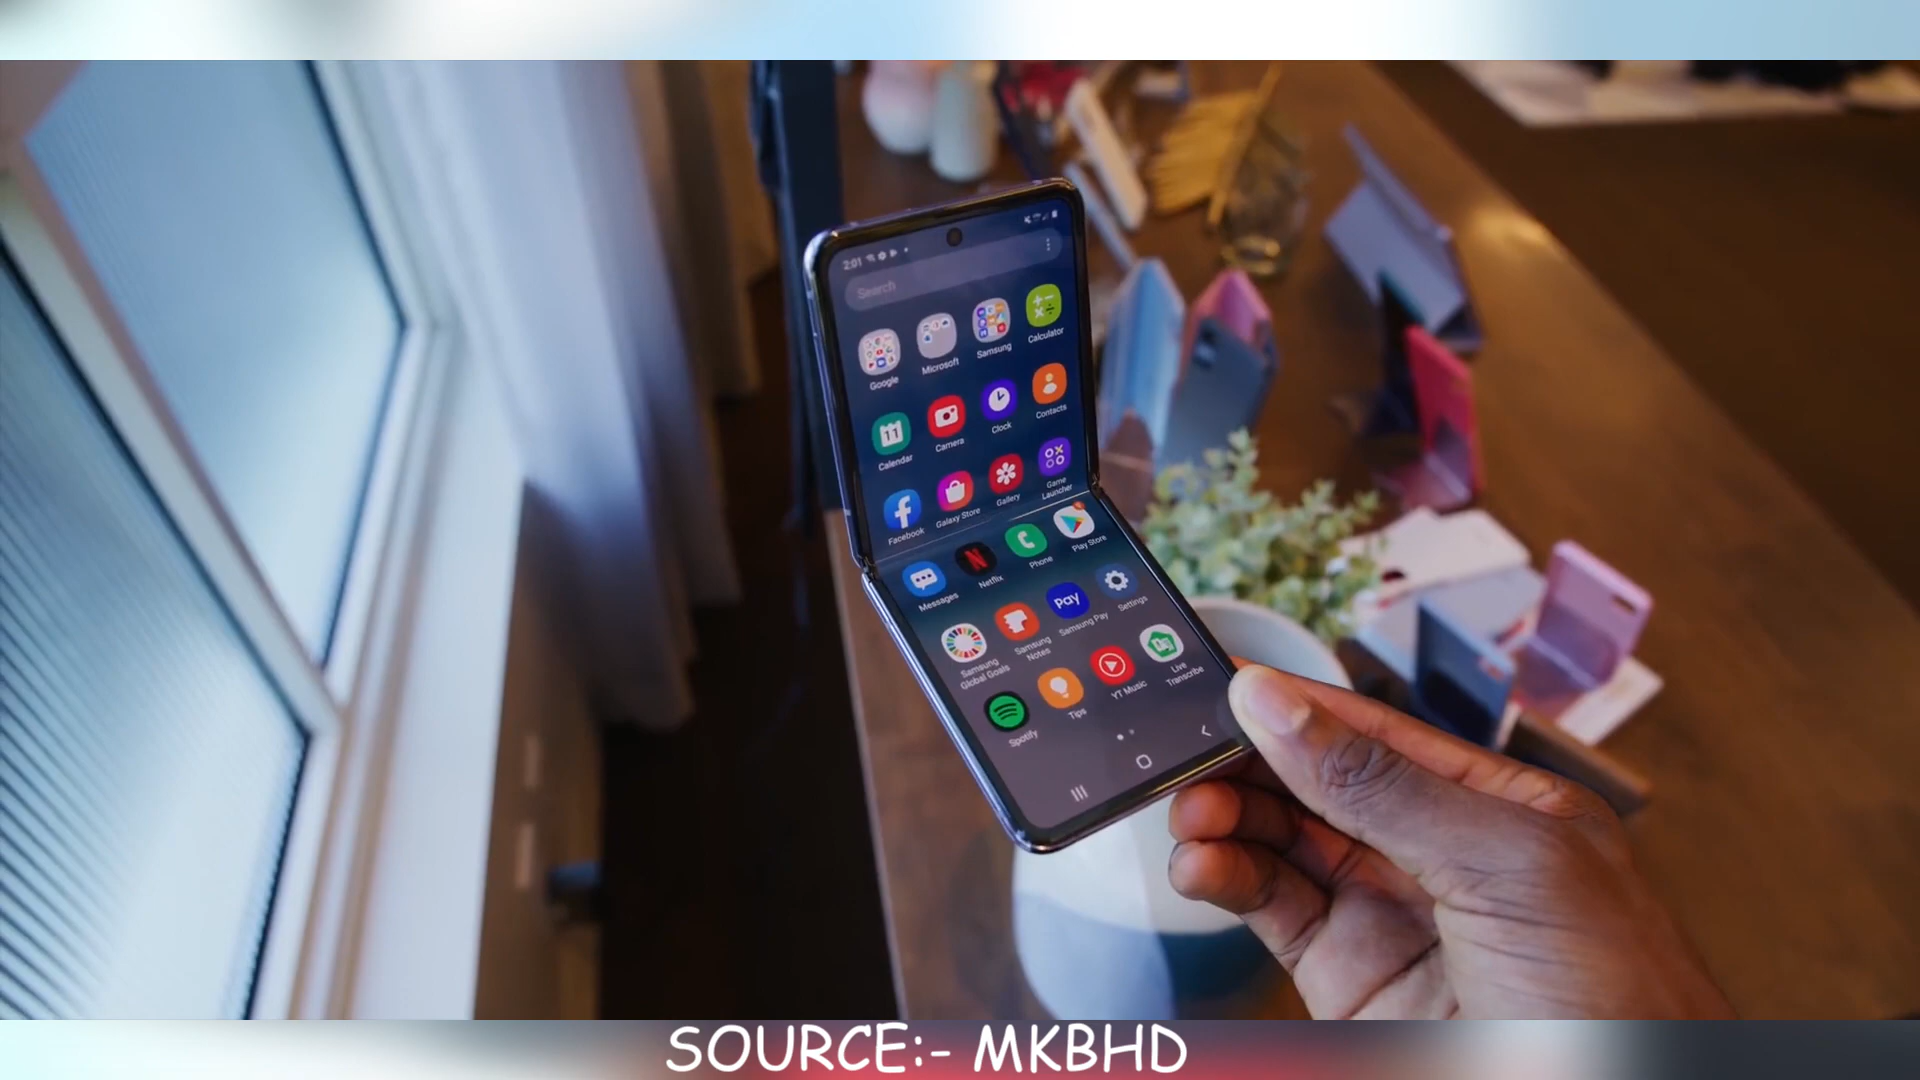 2:01
Search
Google Microsoft Samsung Calculator
11
Calendar Camera Clock Contacts
Facebook Galaxy Store Gallery Game Launcher
N
Messages Netflix Phone Play Store
pay
Samsung Global Goals Samsung Notes Samsung Pay Settings
Spotify Tips YT Music Live Transcribe
SOURCE:- MKBHD